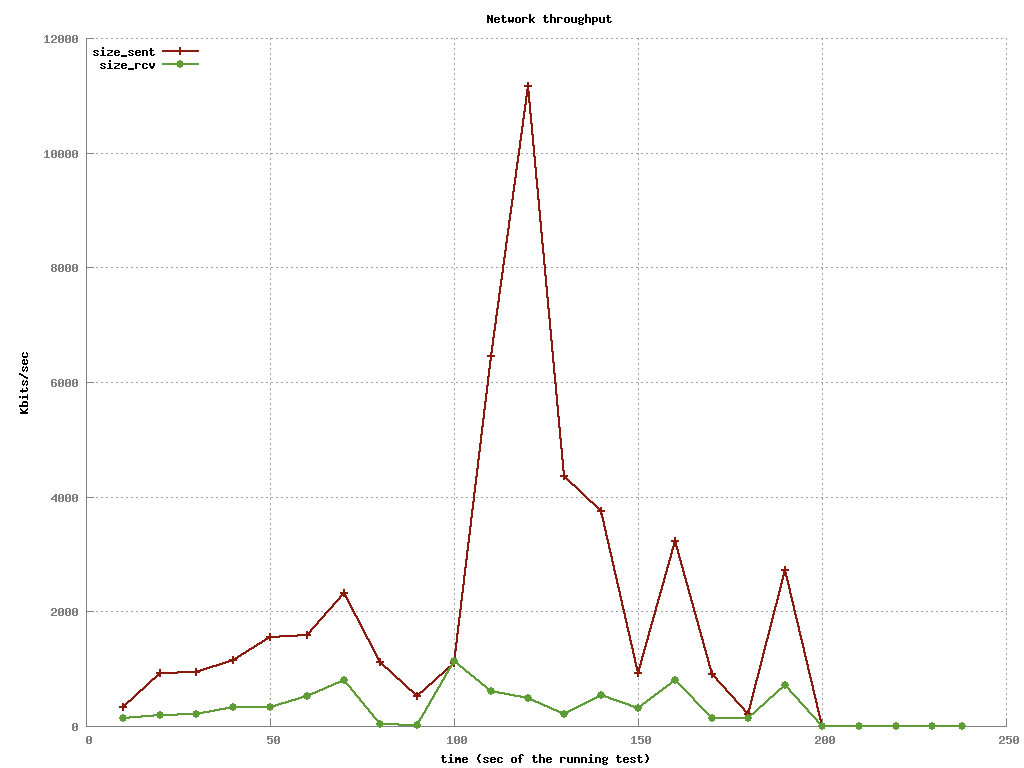 Network throughput
12000
size_sent
size_rcv
10000
8000
6000
Kbits/sec
4000
2000
0
0 50 100 150 200 250
time (sec of the running test)